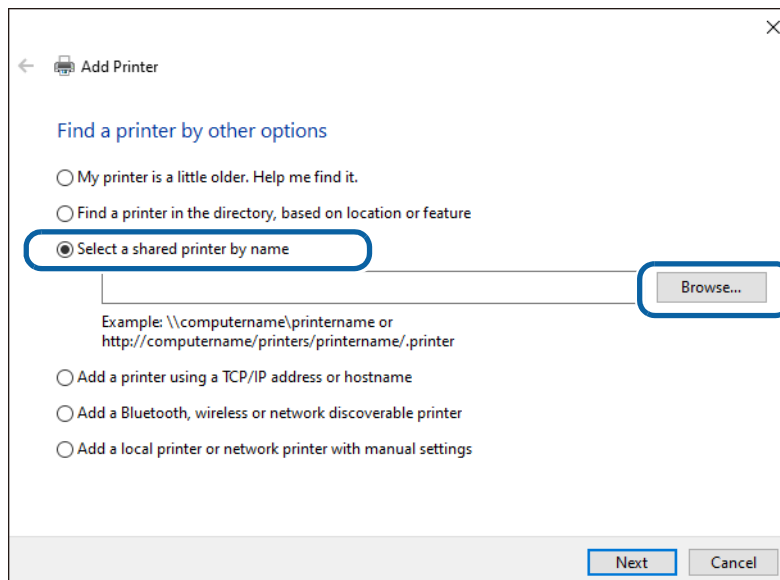 Add Printer
Find a printer by other options
My printer is a little older. Help me find it.
Find a printer in the directory, based on location or feature
Select a shared printer by name
Browse...
Example: \\computername\printername or
http://computername/printers/printername/.printer
Add a printer using a TCP/IP address or hostname
Add a Bluetooth, wireless or network discoverable printer
Add a local printer or network printer with manual settings
Next Cancel